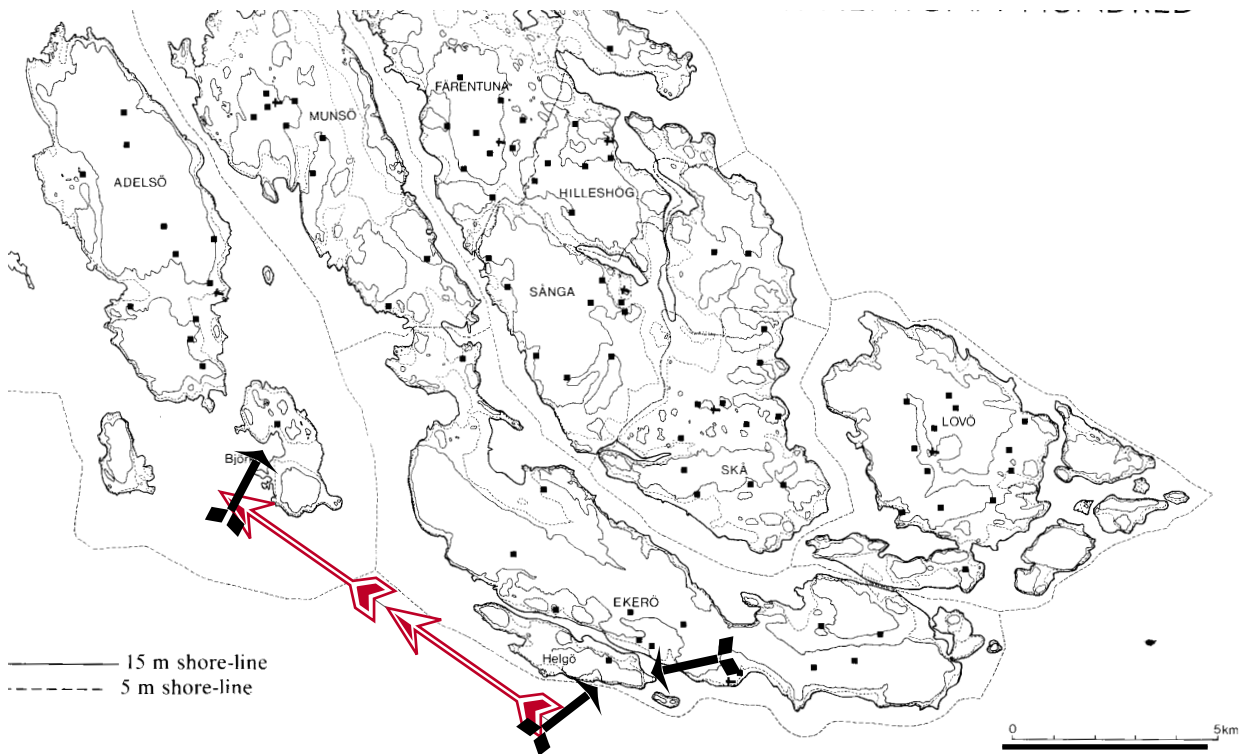 FÄRENTUNA
MUNSÖ
ADELSÖ
HILLESHÖG
SÅNGA
LOVÖ
SKÅ
EKERÖ
Helgö
15 m shore-line
5 m shore-line
0 5km